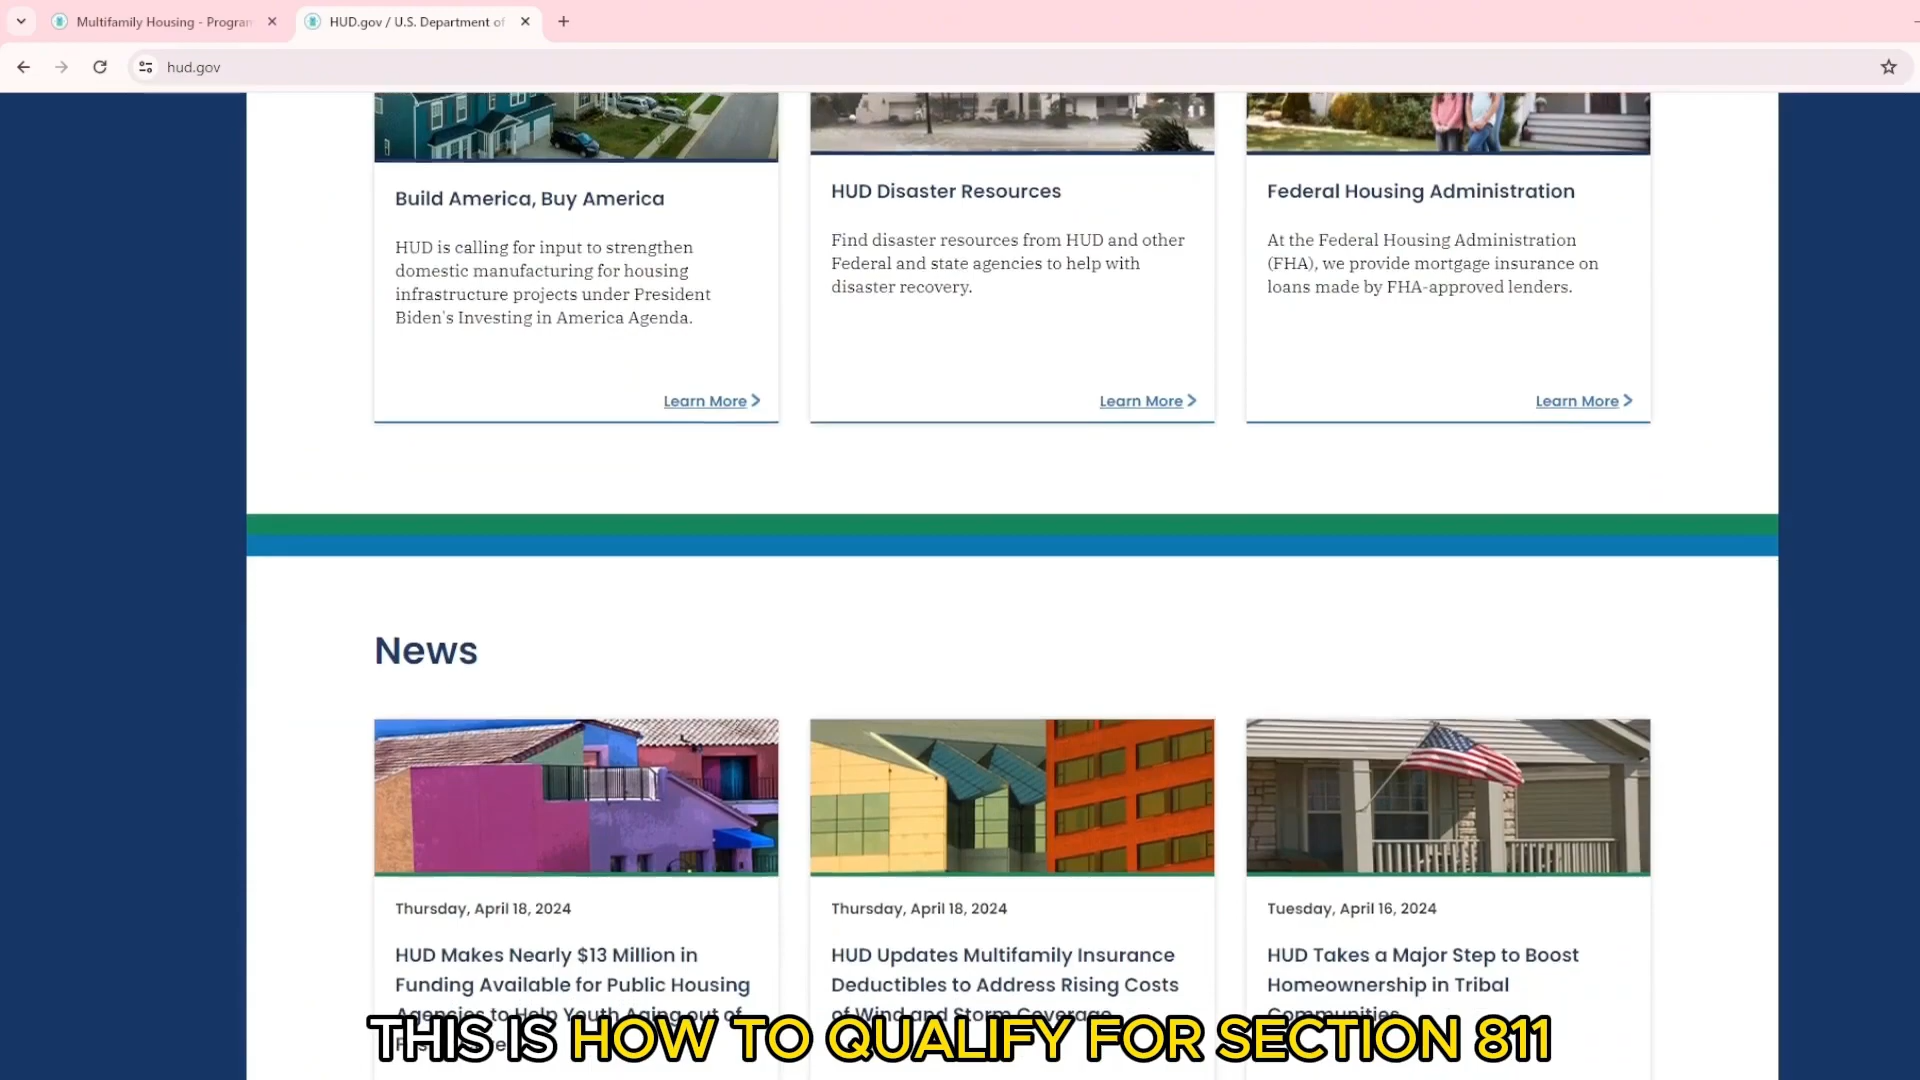 Multifamily Housing - Program
HUD.gov / U.S. Department of
hud.gov
Build America, Buy America
HUD is calling for input to strengthen
domestic manufacturing for housing
infrastructure projects under President
Biden's Investing in America Agenda.
Learn More
HUD Disaster Resources
Find disaster resources from HUD and other
Federal and state agencies to help with
disaster recovery.
Learn More
Federal Housing Administration
At the Federal Housing Administration
(FHA), we provide mortgage insurance on
loans made by FHA-approved lenders.
Learn More
News
Thursday, April 18, 2024
HUD Makes Nearly $13 Million in
Funding Available for Public Housing
Agencies to Help Youth Aging out of
Thursday, April 18, 2024
HUD Updates Multifamily Insurance
Deductibles to Address Rising Costs
of Wind and Storm Coverage
Tuesday, April 16, 2024
HUD Takes a Major Step to Boost
Homeownership in Tribal
Communities
THIS IS HOW TO QUALIFY FOR SECTION 811